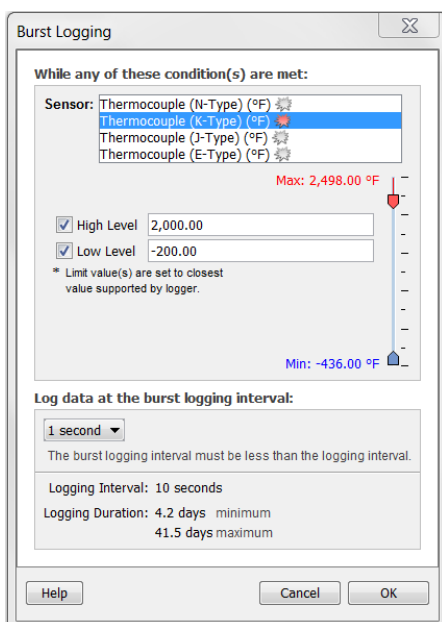 Burst Logging
While any of these condition(s) are met:
Sensor: Thermocouple (N-Type) (°F)
Thermocouple (K-Type) (°F)
Thermocouple (J-Type) (°F)
Thermocouple (E-Type) (°F)
Max: 2,498.00 °F
High Level 2,000.00
Low Level -200.00
* Limit value(s) are set to closest
value supported by logger.
Min: -436.00 °F
Log data at the burst logging interval:
1 second
The burst logging interval must be less than the logging interval.
Logging Interval: 10 seconds
Logging Duration: 4.2 days minimum
41.5 days maximum
Help Cancel OK